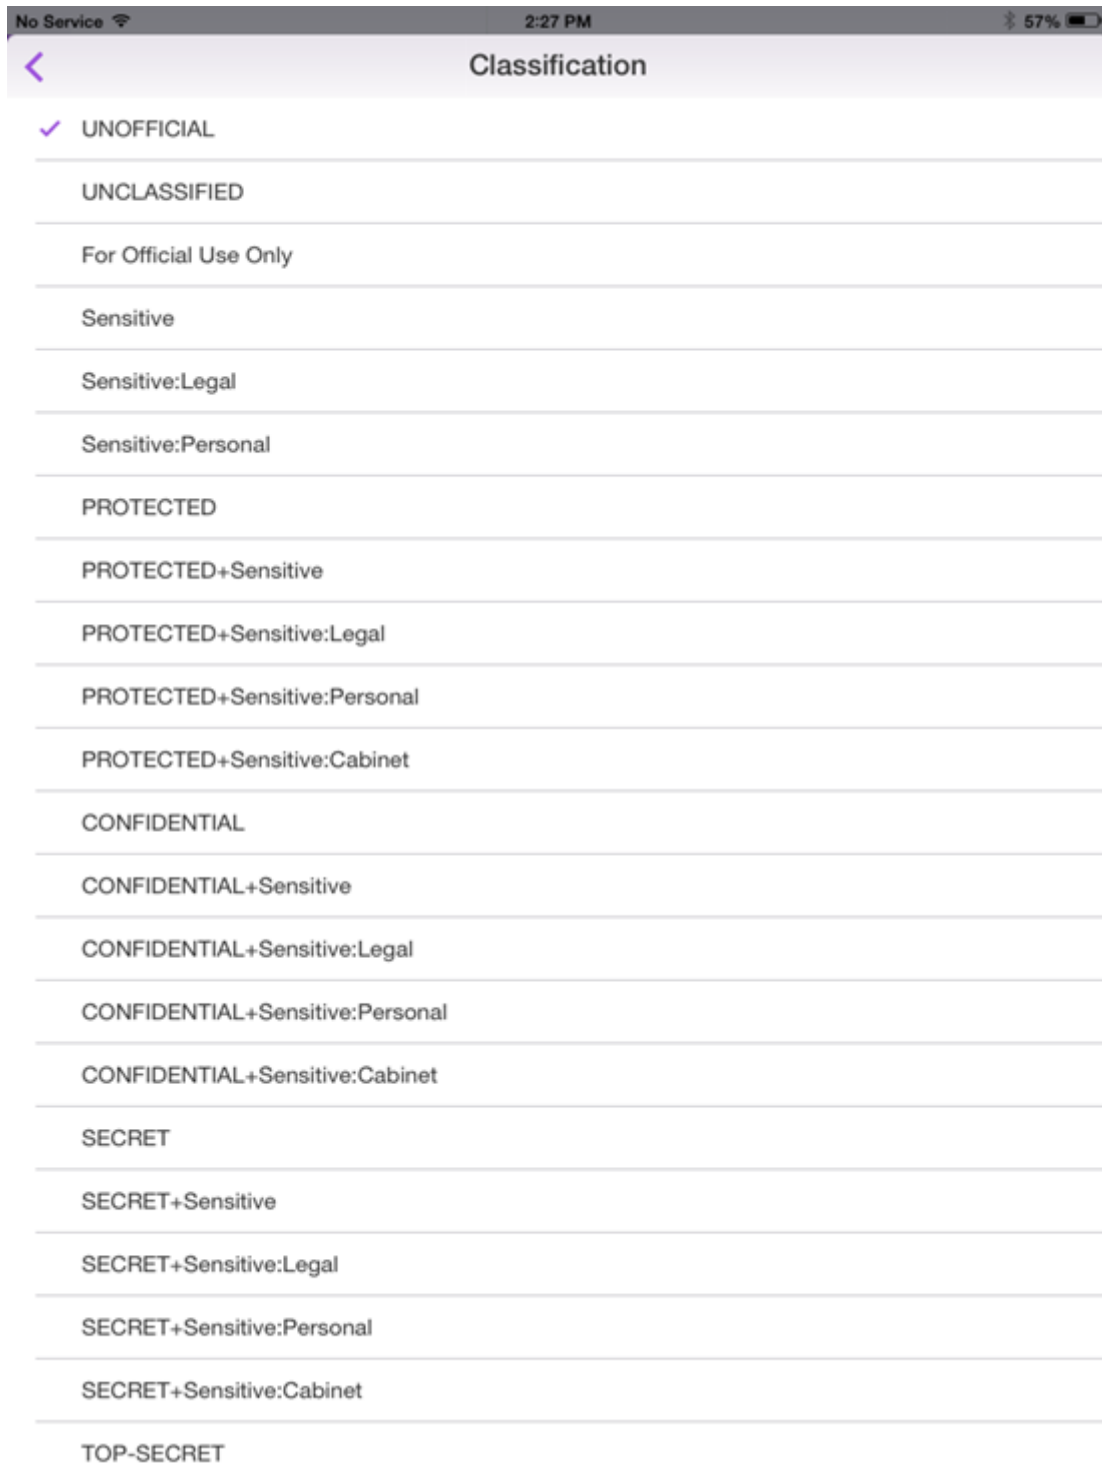 No Service 2:27 PM 57%
Classification
UNOFFICIAL
UNCLASSIFIED
For Official Use Only
Sensitive
Sensitive:Legal
Sensitive:Personal
PROTECTED
PROTECTED+Sensitive
PROTECTED+Sensitive:Legal
PROTECTED+Sensitive:Personal
PROTECTED+Sensitive:Cabinet
CONFIDENTIAL
CONFIDENTIAL+Sensitive
CONFIDENTIAL+Sensitive:Legal
CONFIDENTIAL+Sensitive:Personal
CONFIDENTIAL+Sensitive:Cabinet
SECRET
SECRET+Sensitive
SECRET+Sensitive:Legal
SECRET+Sensitive:Personal
SECRET+Sensitive:Cabinet
TOP-SECRET